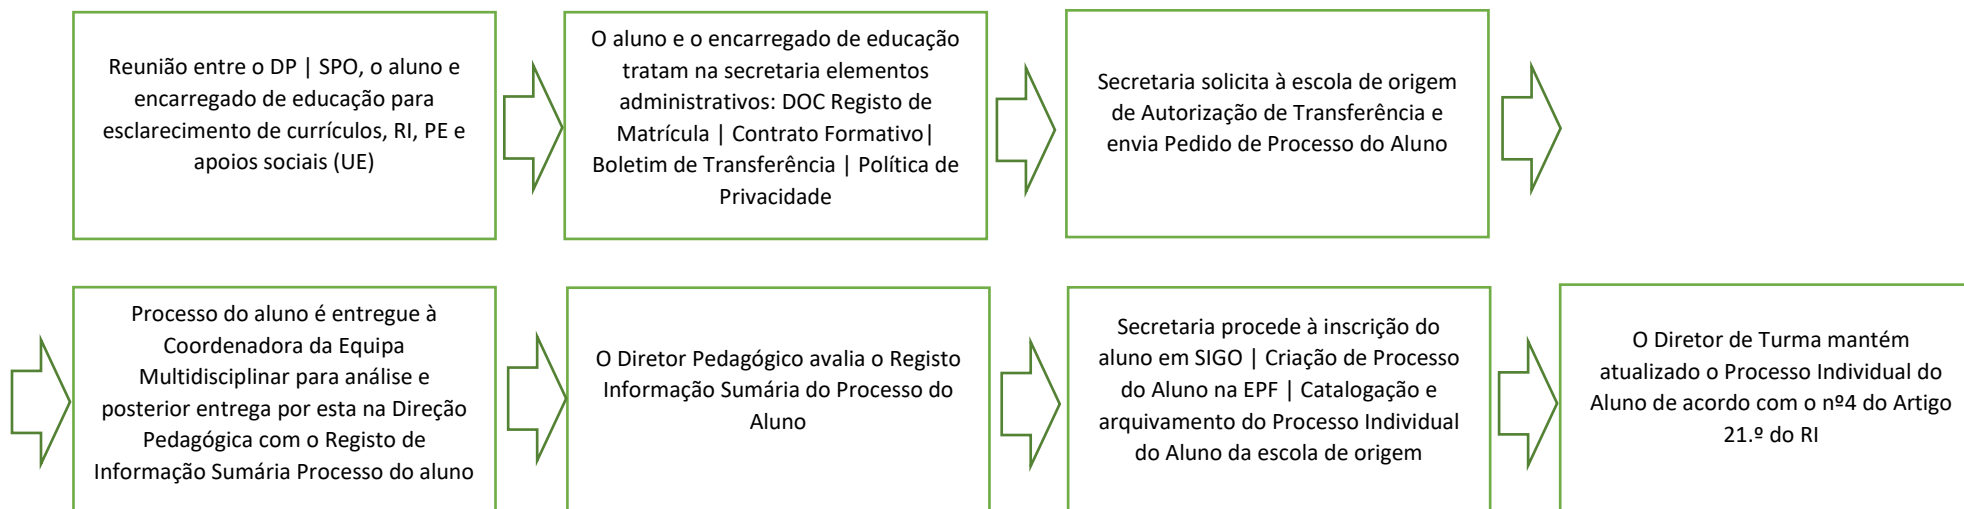 Reunião entre o DP | SPO, o aluno e
encarregado de educação para
esclarecimento de currículos, RI, PE e
apoios sociais (UE)
O aluno e o encarregado de educação
tratam na secretaria elementos
administrativos: DOC Registo de
Matrícula | Contrato Formativo|
Boletim de Transferência | Política de
Privacidade
Secretaria solicita à escola de origem
de Autorização de Transferência e
envia Pedido de Processo do Aluno
Processo do aluno é entregue à
Coordenadora da Equipa
Multidisciplinar para análise e
posterior entrega por esta na Direção
Pedagógica com o Registo de
Informação Sumária Processo do aluno
O Diretor Pedagógico avalia o Registo
Informação Sumária do Processo do
Aluno
Secretaria procede à inscrição do
aluno em SIGO | Criação de Processo
do Aluno na EPF | Catalogação e
arquivamento do Processo Individual
do Aluno da escola de origem
O Diretor de Turma mantém
atualizado o Processo Individual do
Aluno de acordo com o nº4 do Artigo
21.º do RI